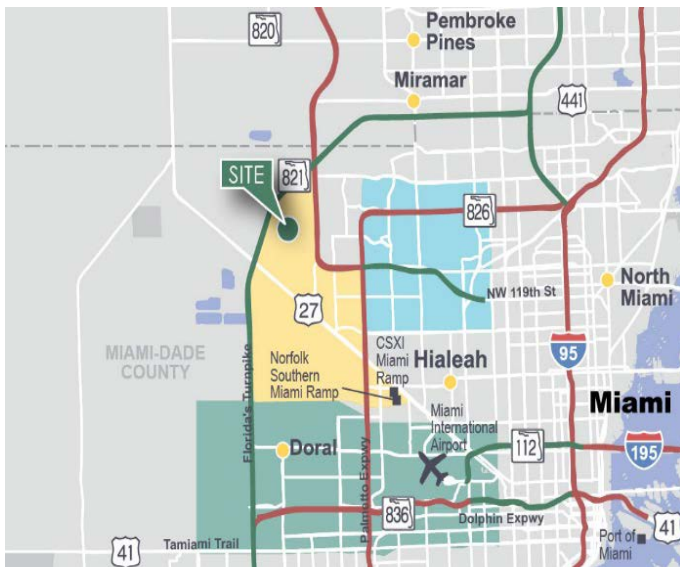 820
Pembroke
Pines
Miramar
441
SITE
821
826
NW 119th St
North
Miami
27
MIAMI-DADE
COUNTY
Norfolk
Southern
Miami Ramp
CSXI
Miami
Ramp
Hialeah
95
Miami
Florida's Turnpike
Doral
Palmetto Expwy
Miami
International
Airport
112
195
836
Dolphin Expwy
41
Tamiami Trail
Port of
Miami
41